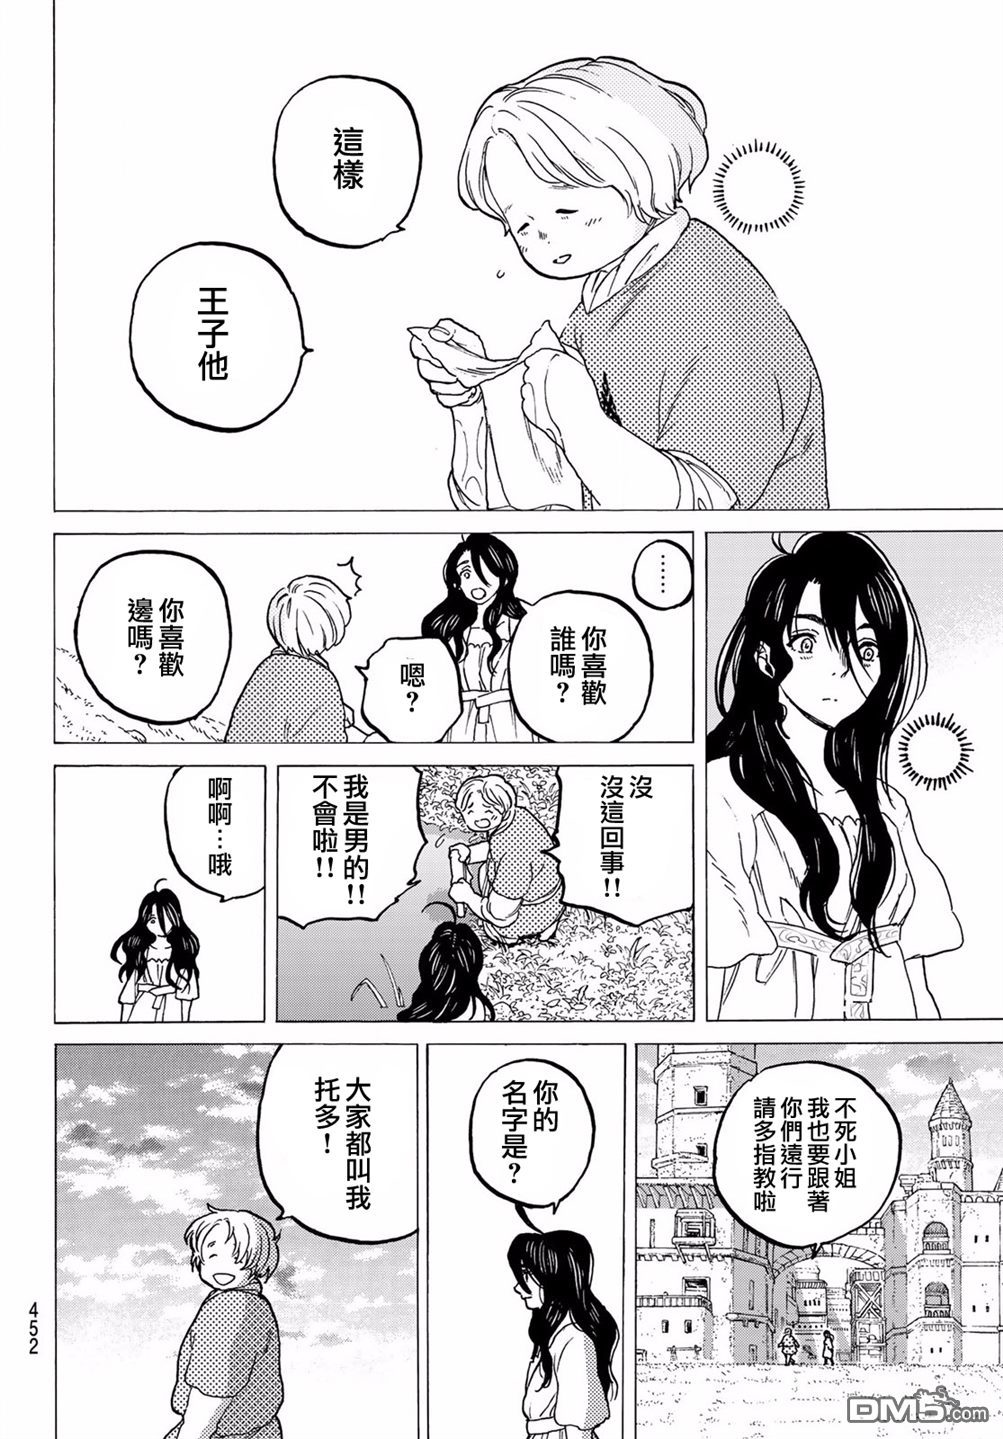 這樣
王子他
……
你喜歡
誰嗎?
嗯?
你喜歡
邊嗎?
沒
沒這回事!!
我是男的!!
不會啦!!
啊啊…哦
不死小姐
我也要跟著
你們遠行
請多指教啦
你的
名字是?
大家都叫我
托多!
452
DM5.com